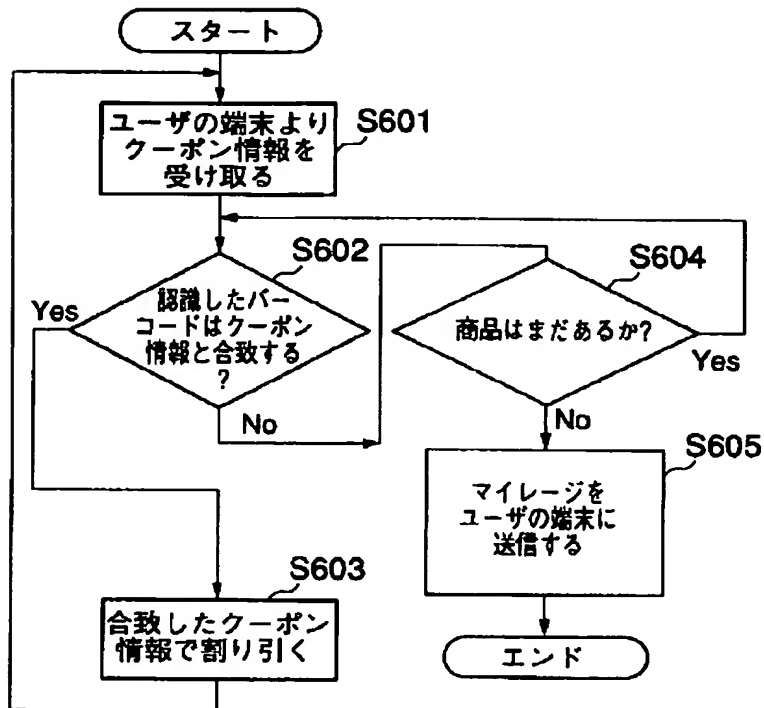 スタート
ユーザの端末より
クーポン情報を
受け取る
S601
S602
認識したバー
コードはクーポン
情報と合致する
?
Yes
No
S604
商品はまだあるか?
Yes
No
S605
マイレージを
ユーザの端末に
送信する
S603
合致したクーポン
情報で割り引く
エンド